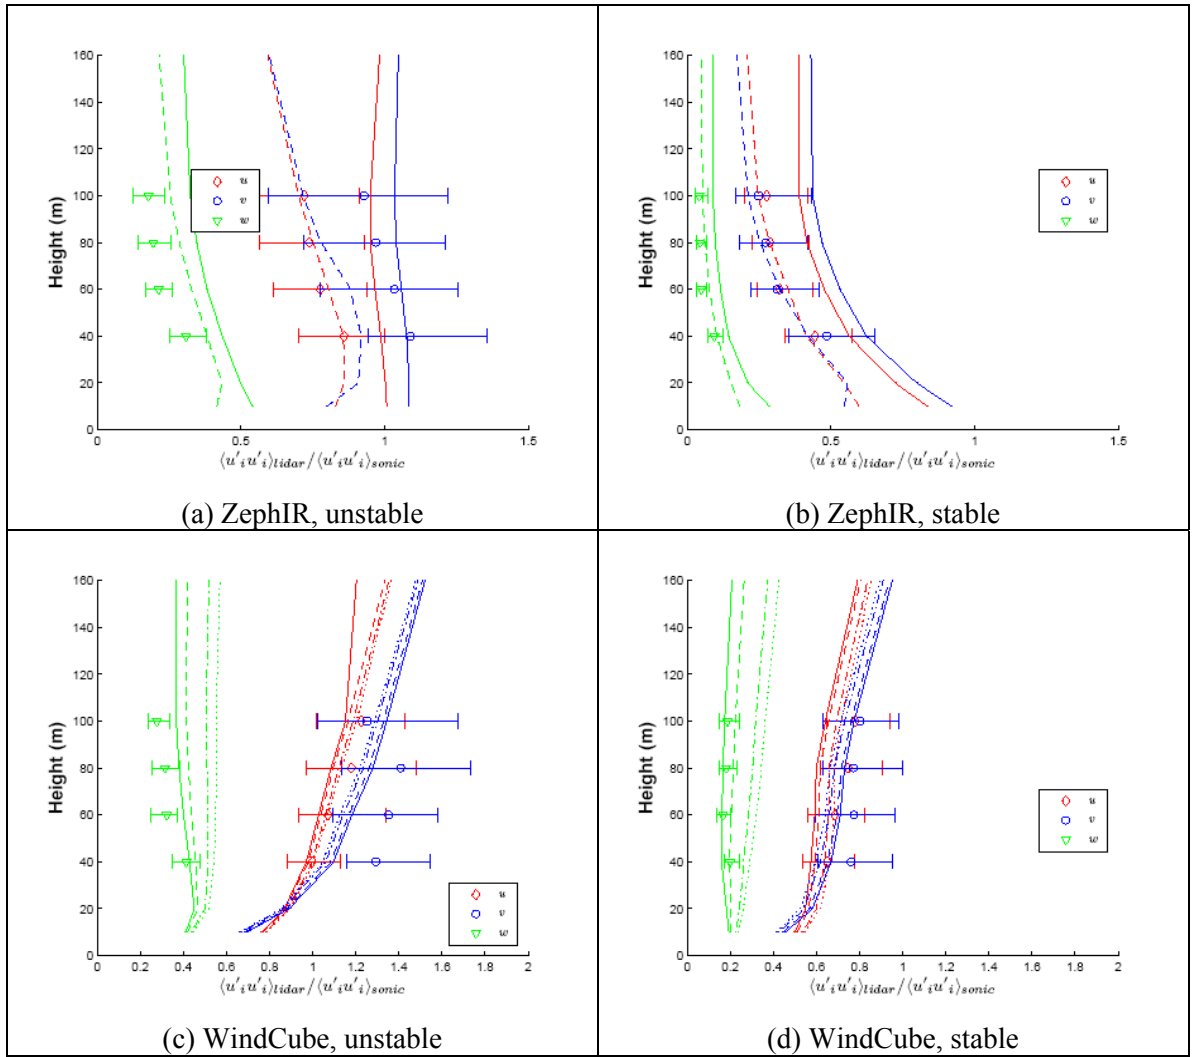 160
140
120
100
80
60
40
20
0
Height (m)
u
v
w
0 0.5 1 1.5
⟨u′ᵢu′ᵢ⟩lidar/⟨u′ᵢu′ᵢ⟩sonic
(a) ZephIR, unstable
160
140
120
100
80
60
40
20
0
Height (m)
u
v
w
0 0.5 1 1.5
⟨u′ᵢu′ᵢ⟩lidar/⟨u′ᵢu′ᵢ⟩sonic
(b) ZephIR, stable
160
140
120
100
80
60
40
20
0
Height (m)
u
v
w
0 0.2 0.4 0.6 0.8 1 1.2 1.4 1.6 1.8 2
⟨u′ᵢu′ᵢ⟩lidar/⟨u′ᵢu′ᵢ⟩sonic
(c) WindCube, unstable
160
140
120
100
80
60
40
20
0
Height (m)
u
v
w
0 0.2 0.4 0.6 0.8 1 1.2 1.4 1.6 1.8 2
⟨u′ᵢu′ᵢ⟩lidar/⟨u′ᵢu′ᵢ⟩sonic
(d) WindCube, stable